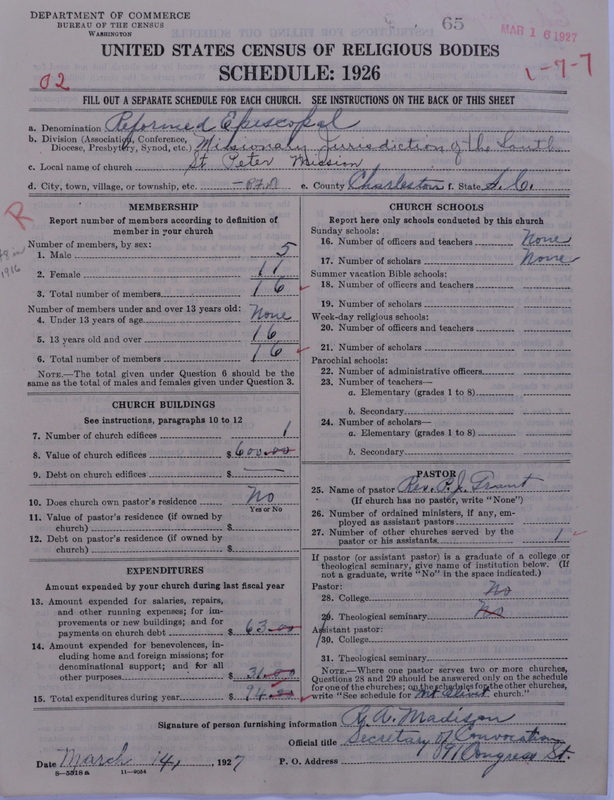 DEPARTMENT OF COMMERCE
BUREAU OF THE CENSUS
WASHINGTON
65
MAR 16 1927
1-7-7
UNITED STATES CENSUS OF RELIGIOUS BODIES
SCHEDULE: 1926
02
FILL OUT A SEPARATE SCHEDULE FOR EACH CHURCH. SEE INSTRUCTIONS ON THE BACK OF THIS SHEET
a. Denomination Reformed Episcopal
b. Division (Association, Conference, Diocese, Presbytery, Synod, etc.) Missionary Jurisdiction of the South
c. Local name of church St. Peter Mission
d. City, town, village, or township, etc. e. County Charleston f. State S.C.
R
1916
MEMBERSHIP
Report number of members according to definition of
member in your church
Number of members, by sex:
1. Male 5
2. Female 11
3. Total number of members 16
Number of members under and over 13 years old:
4. Under 13 years of age None
5. 13 years old and over 16
6. Total number of members 16
NOTE.—The total given under Question 6 should be the
same as the total of males and females given under Question 3.
CHURCH BUILDINGS
See instructions, paragraphs 10 to 12
7. Number of church edifices 1
8. Value of church edifices $600.00
9. Debt on church edifices $
10. Does church own pastor's residence No
Yes or No
11. Value of pastor's residence (if owned by
church) $
12. Debt on pastor's residence (if owned by
church) $
EXPENDITURES
Amount expended by your church during last fiscal year
13. Amount expended for salaries, repairs,
and other running expenses; for im-
provements or new buildings; and for
payments on church debt $63.00
14. Amount expended for benevolences, in-
cluding home and foreign missions; for
denominational support; and for all
other purposes $31.00
15. Total expenditures during year $94.00
CHURCH SCHOOLS
Report here only schools conducted by this church
Sunday schools:
16. Number of officers and teachers None
17. Number of scholars None
Summer vacation Bible schools:
18. Number of officers and teachers
19. Number of scholars
Week-day religious schools:
20. Number of officers and teachers
21. Number of scholars
Parochial schools:
22. Number of administrative officers
23. Number of teachers—
a. Elementary (grades 1 to 8)
b. Secondary
24. Number of scholars—
a. Elementary (grades 1 to 8)
b. Secondary
PASTOR
25. Name of pastor Rev. P.J. Grant
(If church has no pastor, write "None")
26. Number of ordained ministers, if any, em-
ployed as assistant pastors
27. Number of other churches served by the
pastor or his assistants 1
If pastor (or assistant pastor) is a graduate of a college or
theological seminary, give name of institution below. (If
not a graduate, write "No" in the space indicated.)
Pastor:
28. College No
29. Theological seminary No
Assistant pastor:
30. College
31. Theological seminary
NOTE.—Where one pastor serves two or more churches,
Questions 28 and 29 should be answered only on the schedule
for one of the churches; on the schedules for the other churches,
write "See schedule for Mt Olivet church."
Signature of person furnishing information G. A. Madison
Official title Secretary of Convocation
Date March 14, 1927 P. O. Address Congress St.
8—5918a 11—9024